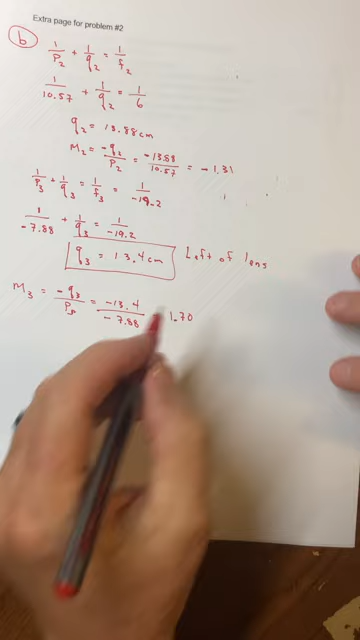 Extra page for problem #2
b 1/P₂ + 1/q₂ = 1/f₂
1/10.57 + 1/q₂ = 1/6
q₂ = 13.88 cm
M₂ = -q₂/P₂ = -13.88/10.57 = -1.31
1/P₃ + 1/q₃ = 1/f₃ = 1/-19.2
1/-7.88 + 1/q₃ = 1/-19.2
q₃ = 13.4 cm Left of lens
M₃ = -q₃/P₃ = -13.4/-7.88 1.70